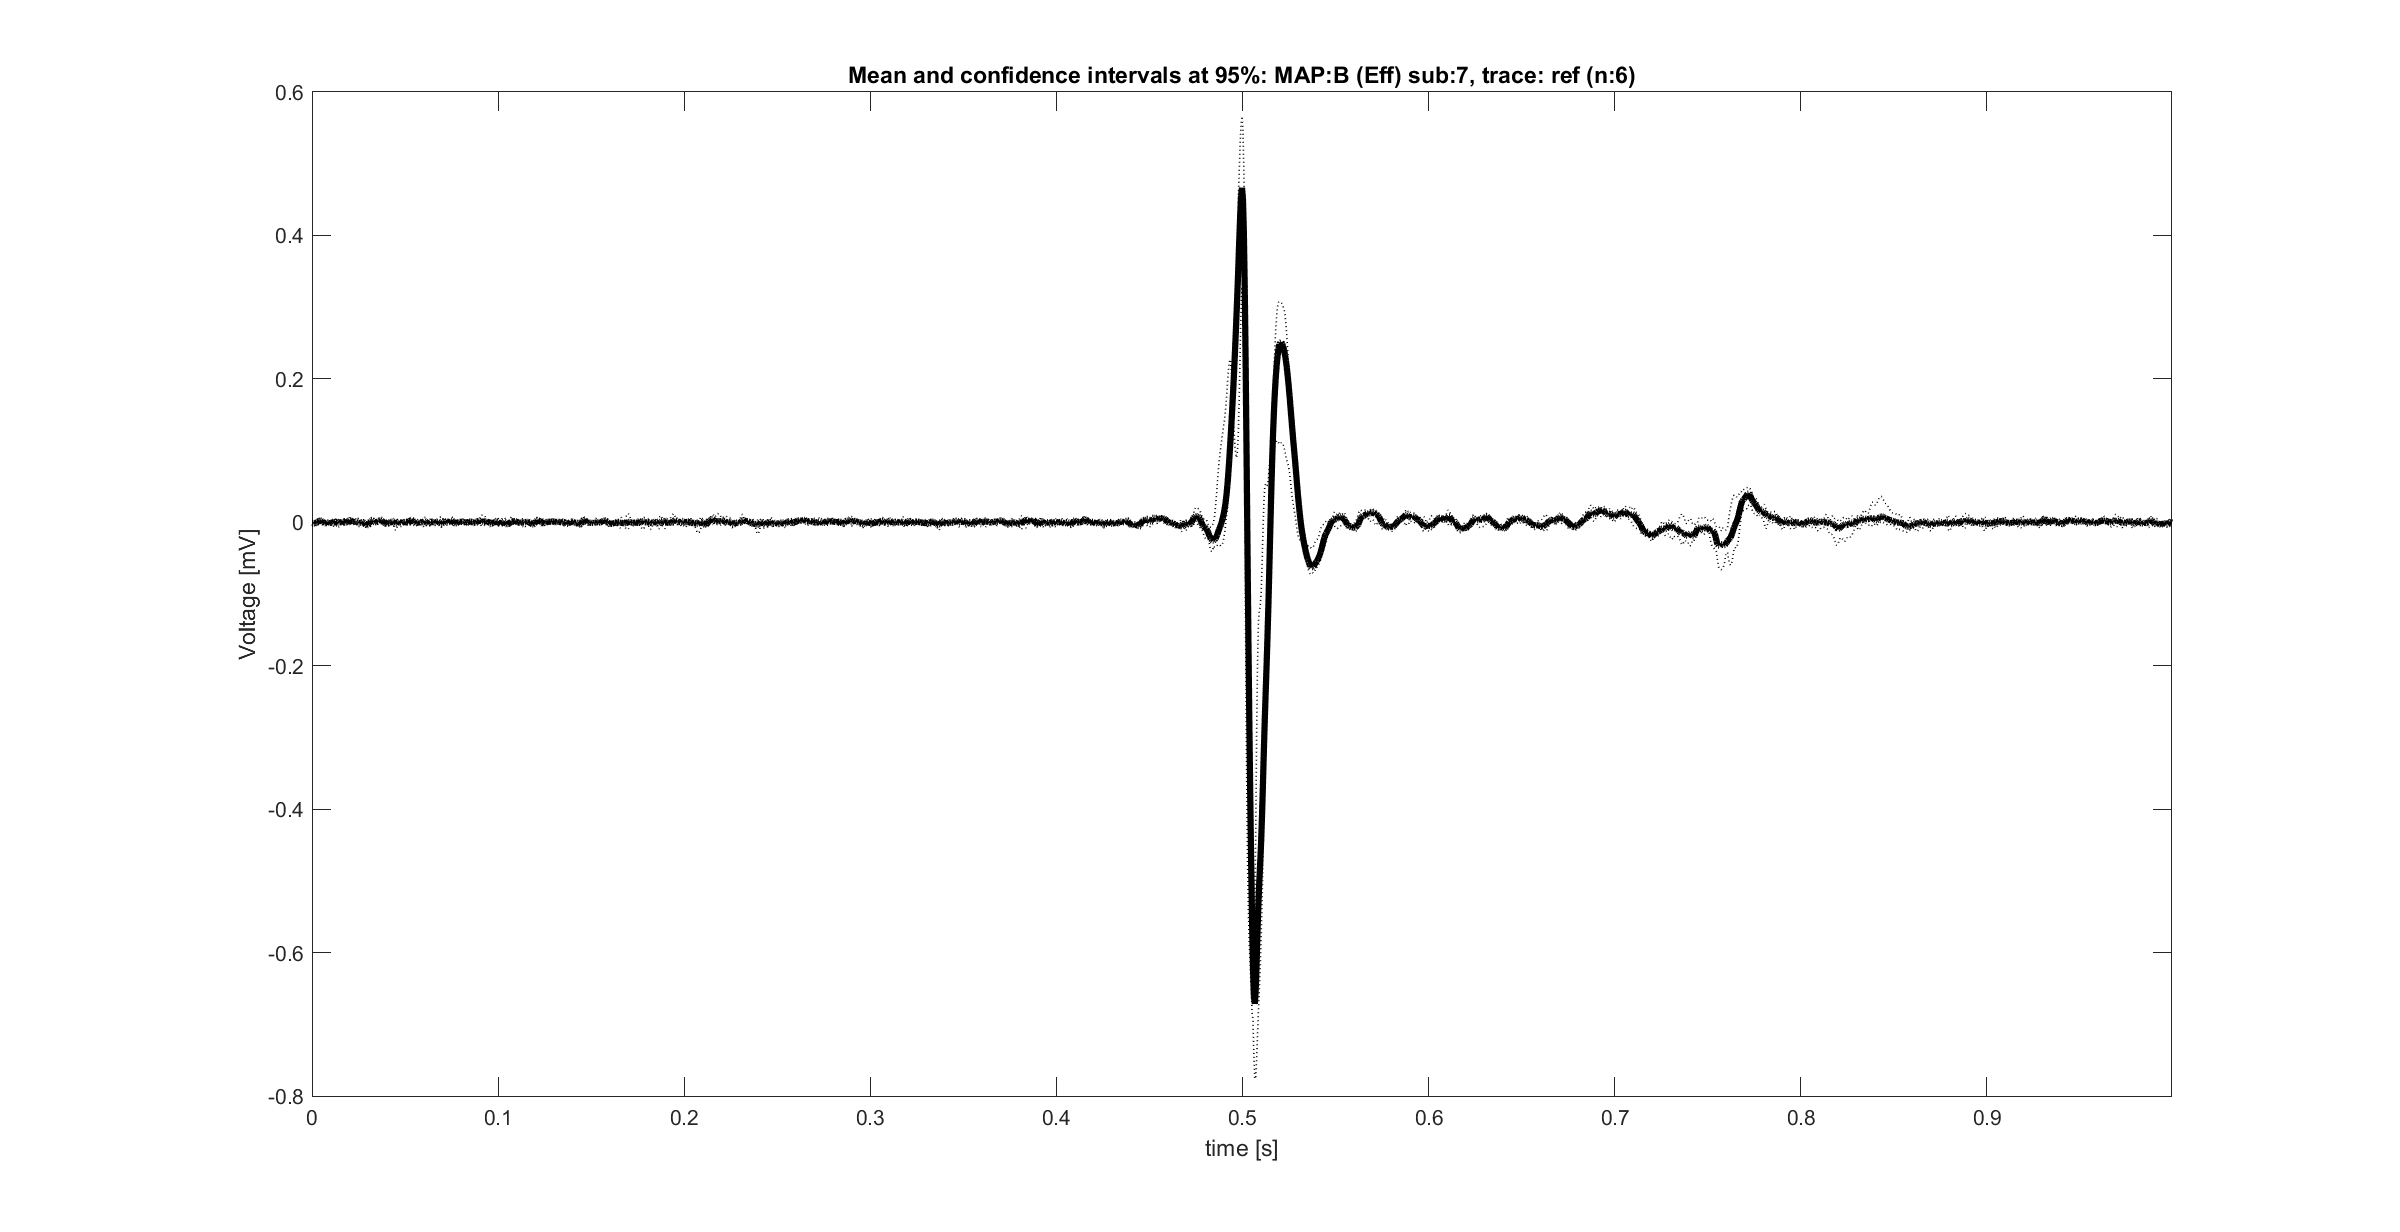 Mean and confidence intervals at 95%: MAP:B (Eff) sub:7, trace: ref (n:6)
0.6
0.4
0.2
0
-0.2
-0.4
-0.6
-0.8
Voltage [mV]
0 0.1 0.2 0.3 0.4 0.5 0.6 0.7 0.8 0.9
time [s]